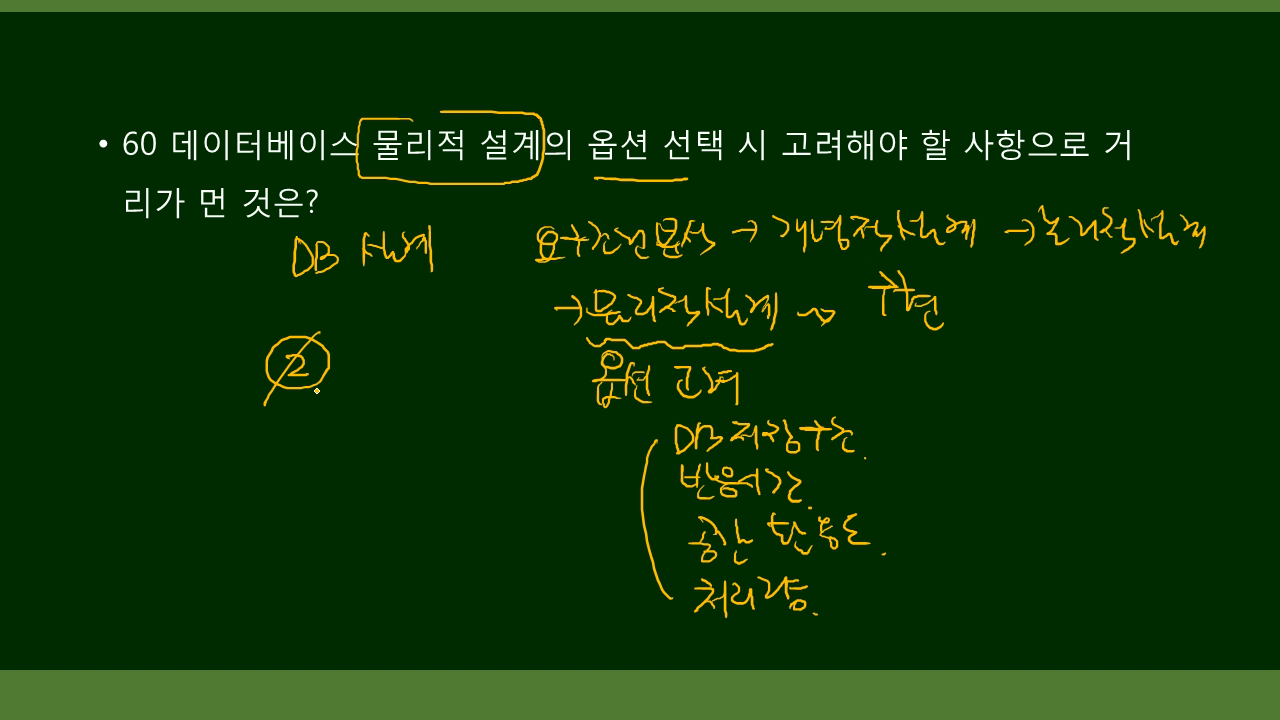 • 60 데이터베이스 물리적 설계의 옵션 선택 시 고려해야 할 사항으로 거
리가 먼 것은?
DB 설계
요구조건분석 → 개념적설계 → 논리적설계
→ 물리적설계 → 구현
②
옵션 고려
DB 저장구조.
반응시간.
공간 활용도.
처리량.